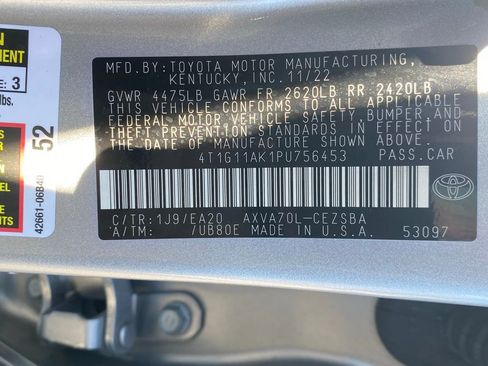 MFD.BY:TOYOTA MOTOR MANUFACTURING,
KENTUCKY, INC. 11/22
GVWR 4475LB GAWR FR 2620LB RR 2420LB
THIS VEHICLE CONFORMS TO ALL APPLICABLE
FEDERAL MOTOR VEHICLE SAFETY, BUMPER, AND
THEFT PREVENTION STANDARDS IN EFFECT ON
THE DATE OF MANUFACTURE SHOWN ABOVE.
4T1G11AK1PU756453 PASS.CAR
C/TR:1J9/EA20 AXVA70L-CEZSBA
A/TM: /UB80E MADE IN U.S.A. 53097
3
lbs.
42661-06840
52